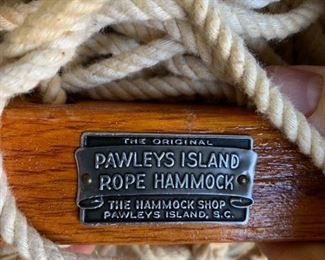 THE ORIGINAL
PAWLEYS ISLAND
ROPE HAMMOCK
THE HAMMOCK SHOP
PAWLEYS ISLAND, S.C.